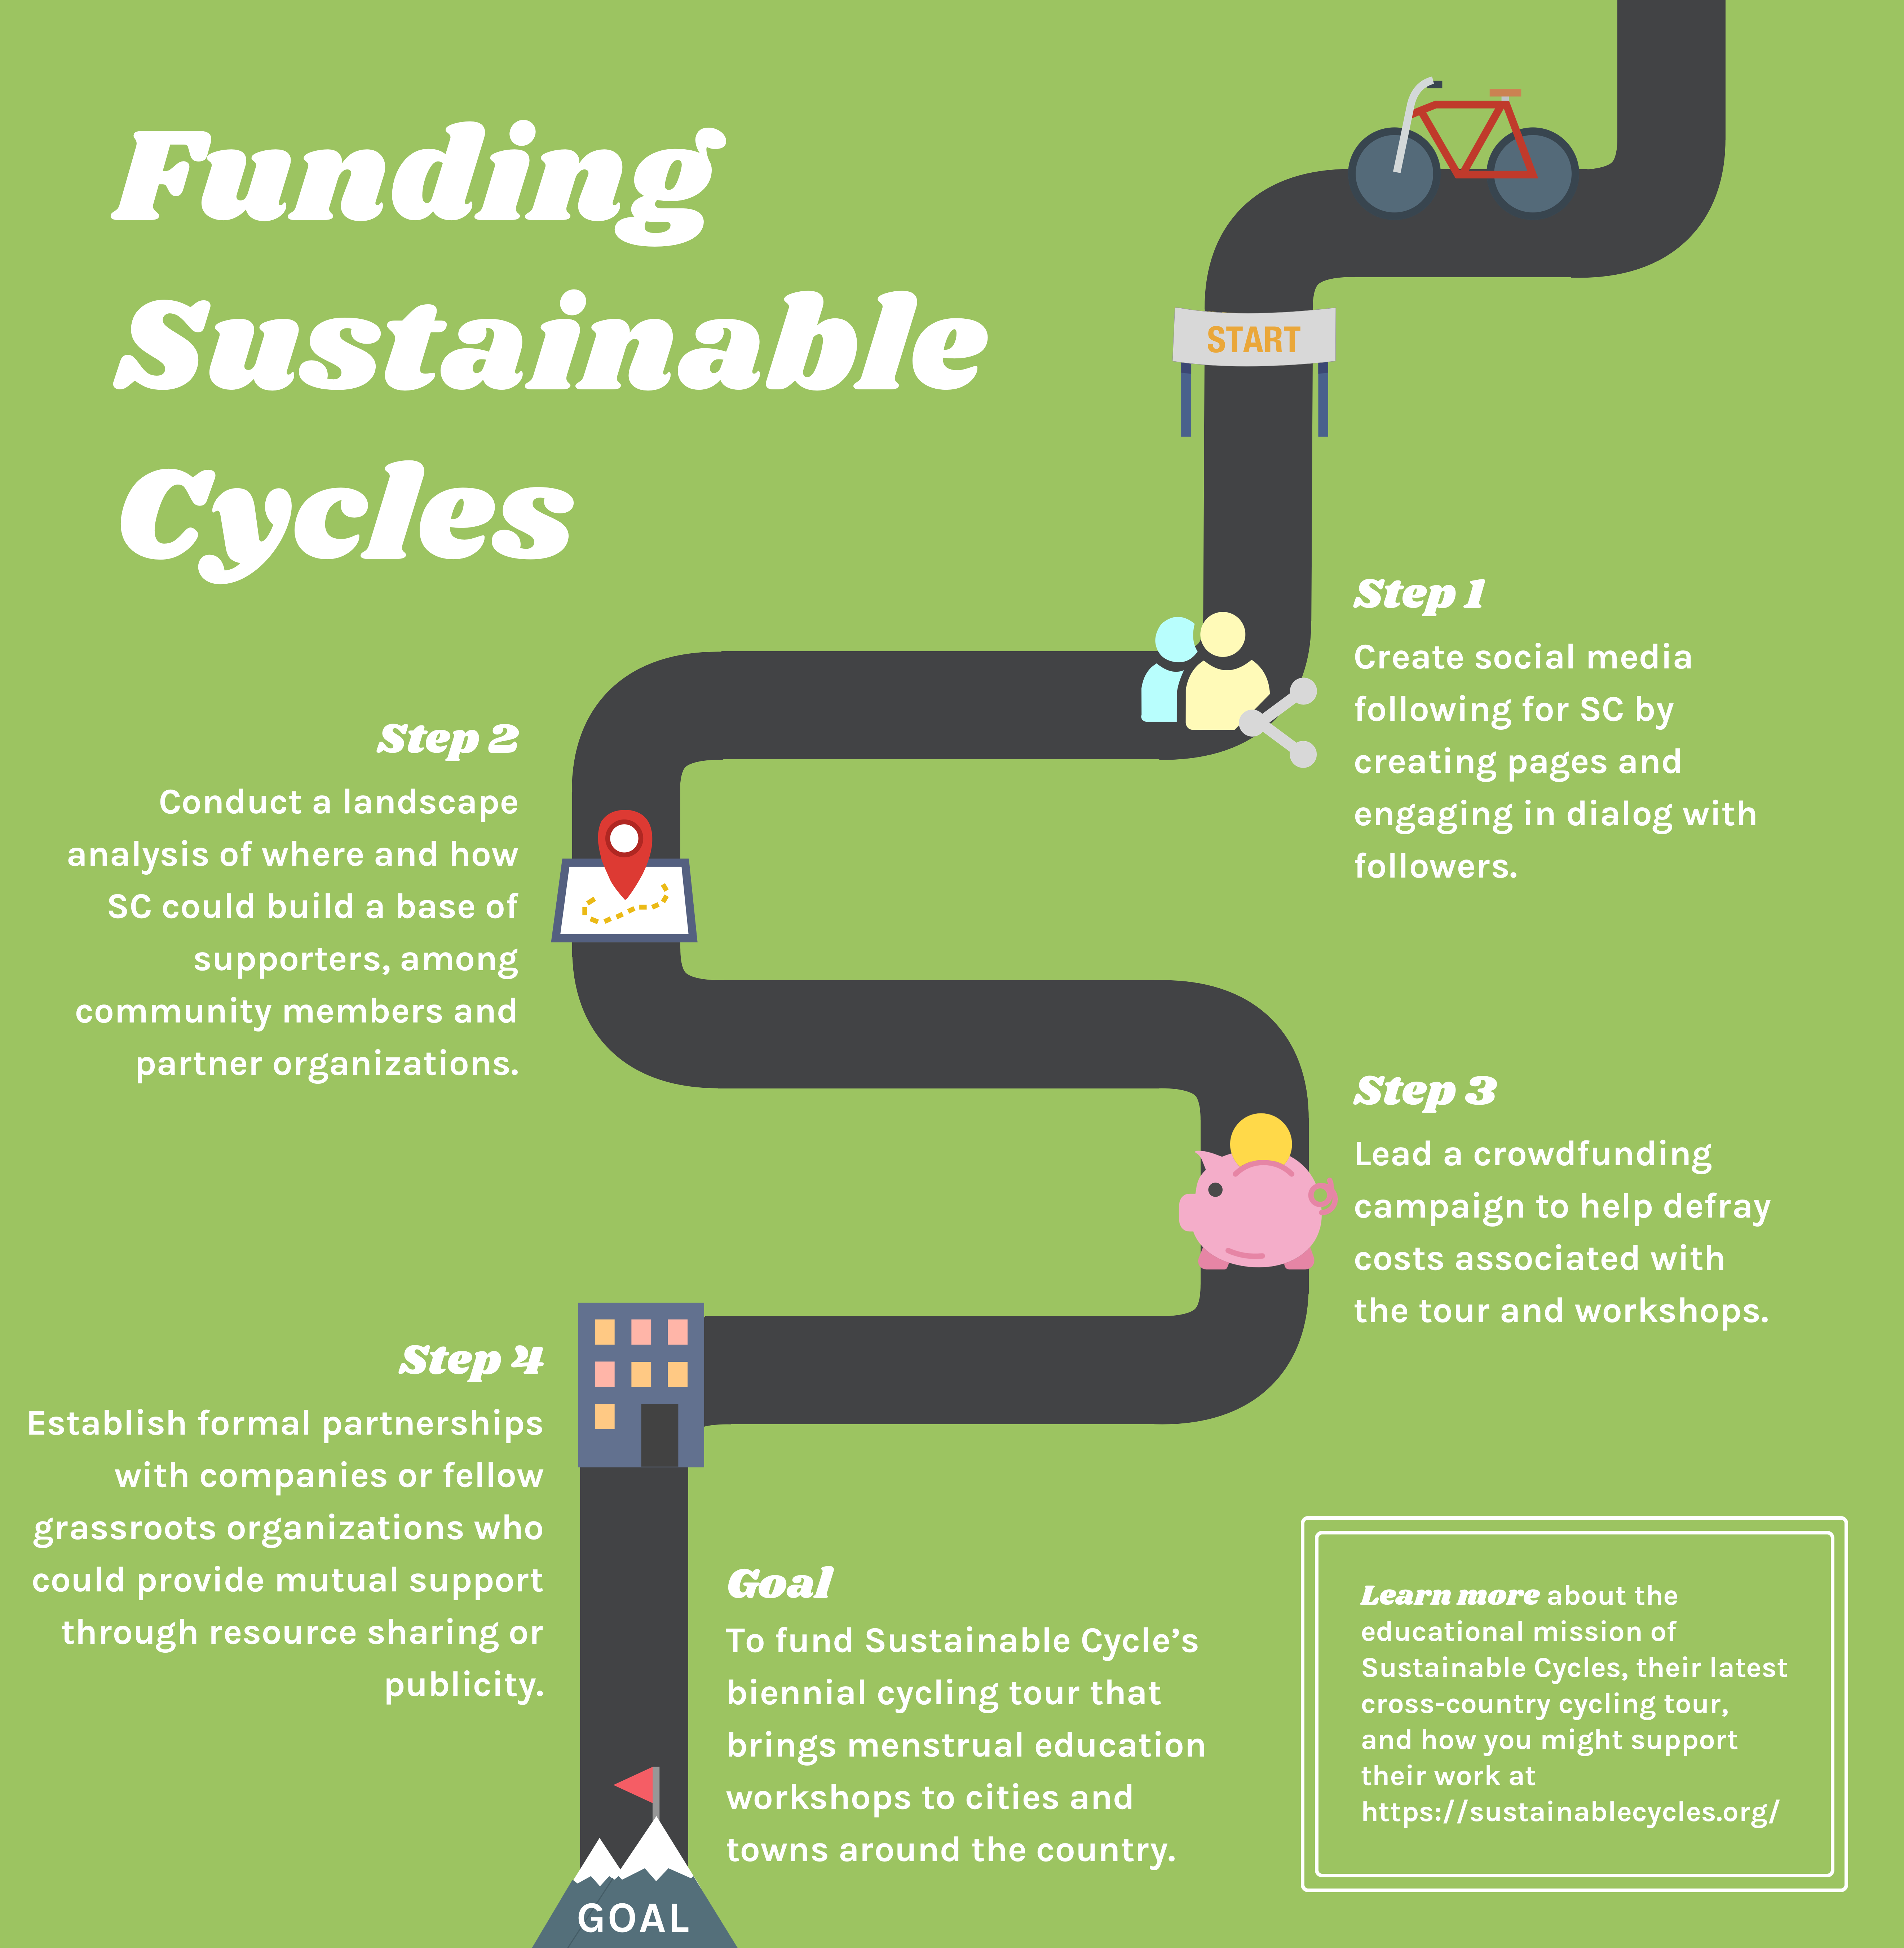 Funding
Sustainable
Cycles
START
Step 1
Create social media
following for SC by
creating pages and
engaging in dialog with
followers.
Step 2
Conduct a landscape
analysis of where and how
SC could build a base of
supporters, among
community members and
partner organizations.
Step 3
Lead a crowdfunding
campaign to help defray
costs associated with
the tour and workshops.
Step 4
Establish formal partnerships
with companies or fellow
grassroots organizations who
could provide mutual support
through resource sharing or
publicity.
Goal
To fund Sustainable Cycle’s
biennial cycling tour that
brings menstrual education
workshops to cities and
towns around the country.
GOAL
Learn more about the
educational mission of
Sustainable Cycles, their latest
cross-country cycling tour,
and how you might support
their work at
https://sustainablecycles.org/